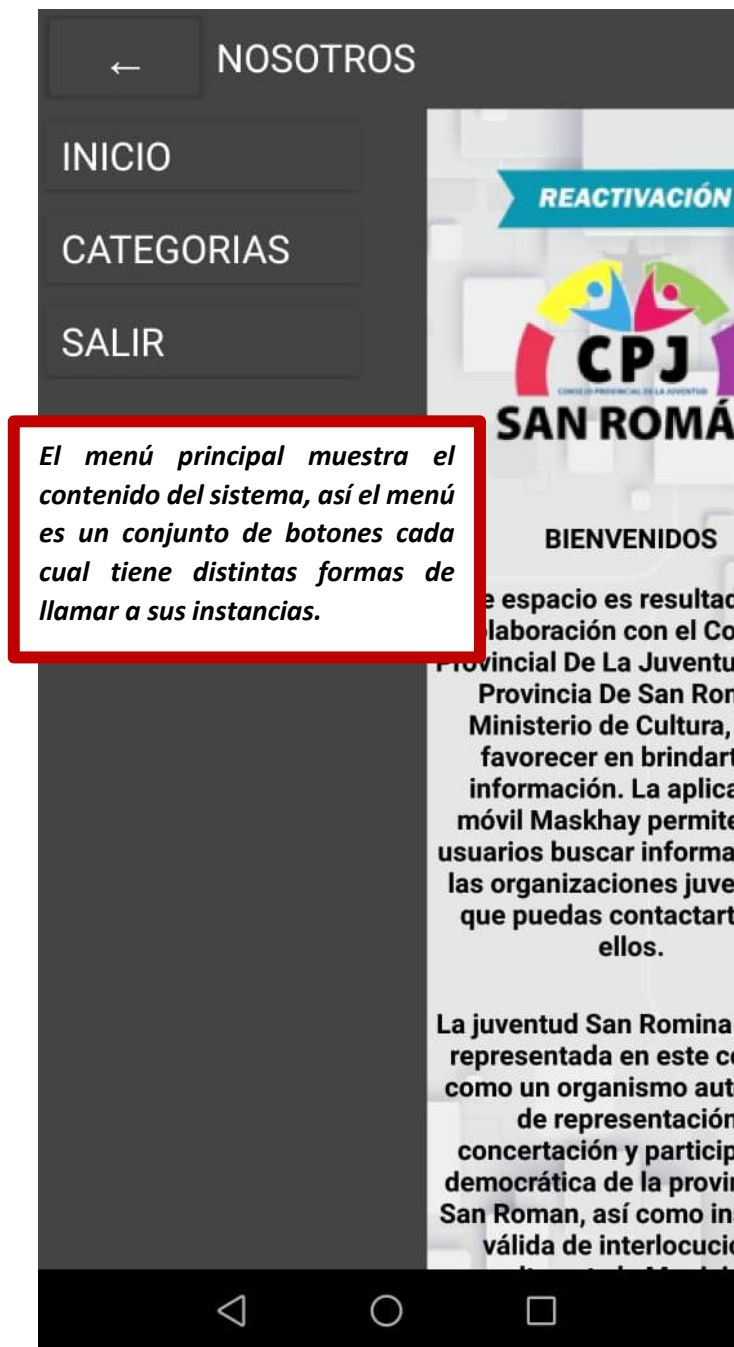 ← NOSOTROS
INICIO
CATEGORIAS
SALIR
El menú principal muestra el
contenido del sistema, así el menú
es un conjunto de botones cada
cual tiene distintas formas de
llamar a sus instancias.
REACTIVACIÓN
CPJ
CONSEJO PROVINCIAL DE LA JUVENTUD
SAN ROMÁ
BIENVENIDOS
e espacio es resultad
laboración con el Co
Provincial De La Juventu
Provincia De San Ron
Ministerio de Cultura,
favorecer en brindart
información. La aplica
móvil Maskhay permite
usuarios buscar informa
las organizaciones juve
que puedas contactart
ellos.
La juventud San Romina
representada en este c
como un organismo aut
de representación
concertación y particip
democrática de la provin
San Roman, así como ins
válida de interlocuci